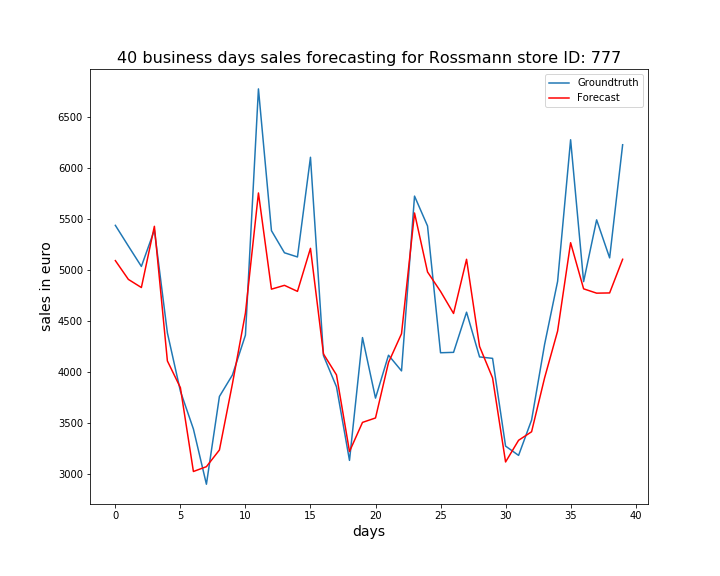 40 business days sales forecasting for Rossmann store ID: 777
Groundtruth
Forecast
6500
6000
5500
5000
4500
4000
3500
3000
sales in euro
0 5 10 15 20 25 30 35 40
days